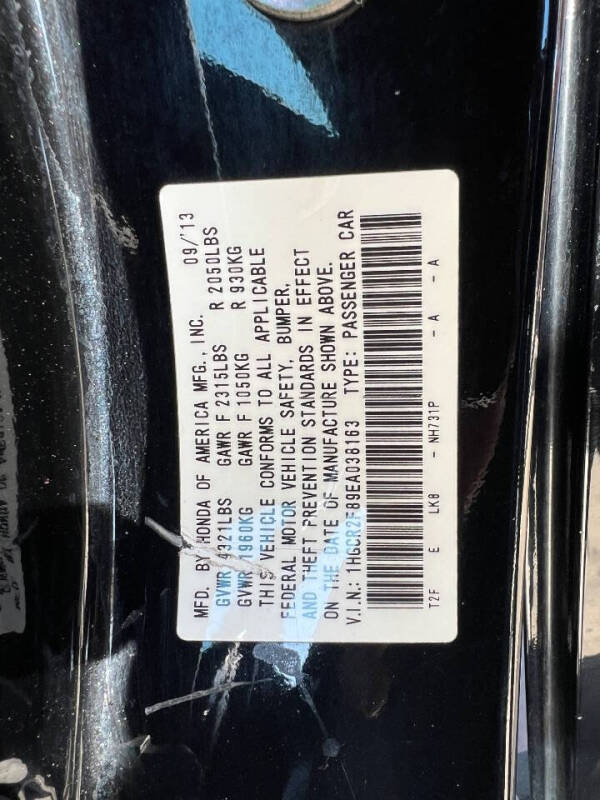 MFD. BY HONDA OF AMERICA MFG., INC. 09/'13
GVWR 4321LBS GAWR F 2315LBS R 2050LBS
GVWR 1960KG GAWR F 1050KG R 930KG
THIS VEHICLE CONFORMS TO ALL APPLICABLE
FEDERAL MOTOR VEHICLE SAFETY, BUMPER,
AND THEFT PREVENTION STANDARDS IN EFFECT
ON THE DATE OF MANUFACTURE SHOWN ABOVE.
V.I.N.: 1HGCR2F89EA038163 TYPE: PASSENGER CAR
T2F E LK8 - NH731P - A - A